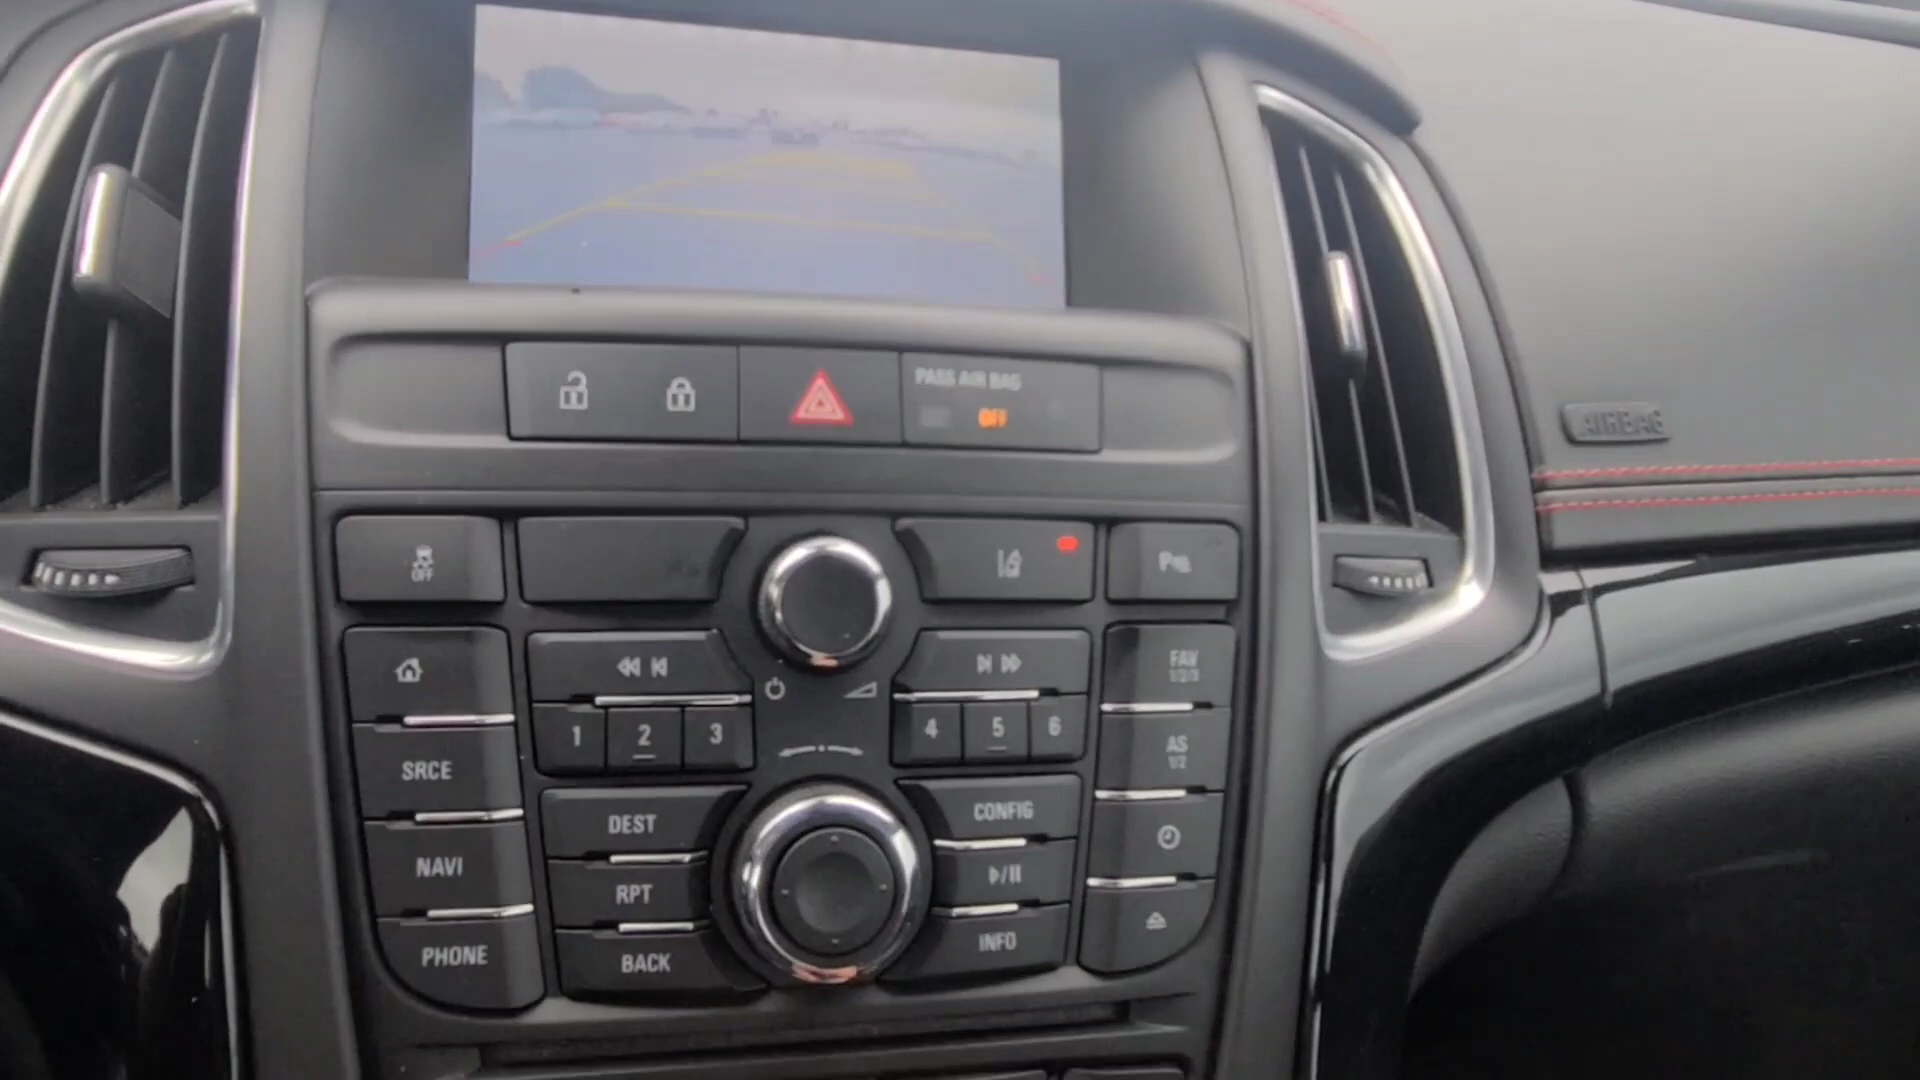 PASS AIR BAG
OFF
AIRBAG
OFF
P
FAV
1/2/3
1
2
3
4
5
6
AS
1/2
SRCE
DEST
CONFIG
NAVI
RPT
PHONE
BACK
INFO